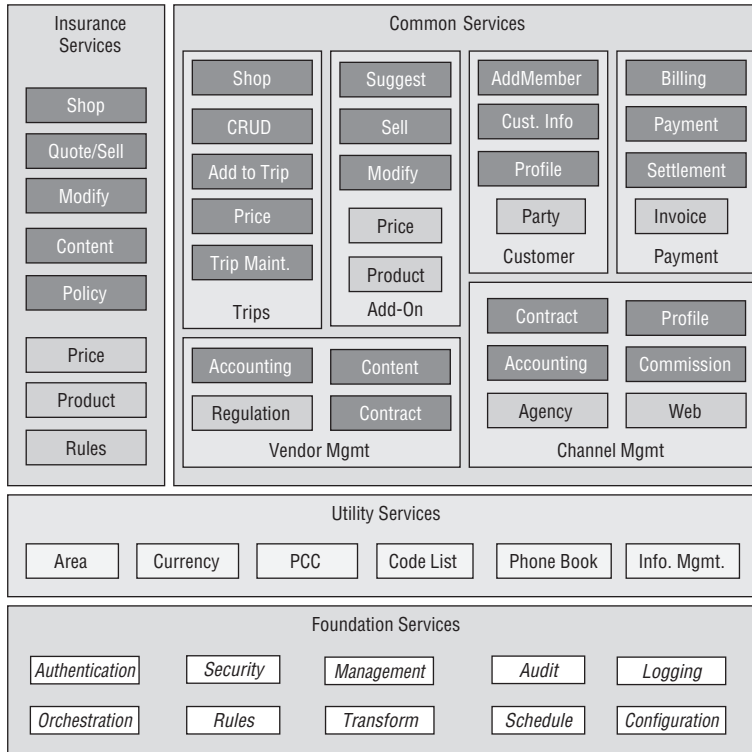 Insurance
Services
Shop
Quote/Sell
Modify
Content
Policy
Price
Product
Rules
Common Services
Shop
CRUD
Add to Trip
Price
Trip Maint.
Trips
Suggest
Sell
Modify
Price
Product
Add-On
AddMember
Cust. Info
Profile
Party
Customer
Billing
Payment
Settlement
Invoice
Payment
Accounting
Content
Regulation
Contract
Vendor Mgmt
Contract
Profile
Accounting
Commission
Agency
Web
Channel Mgmt
Utility Services
Area
Currency
PCC
Code List
Phone Book
Info. Mgmt.
Foundation Services
Authentication
Security
Management
Audit
Logging
Orchestration
Rules
Transform
Schedule
Configuration